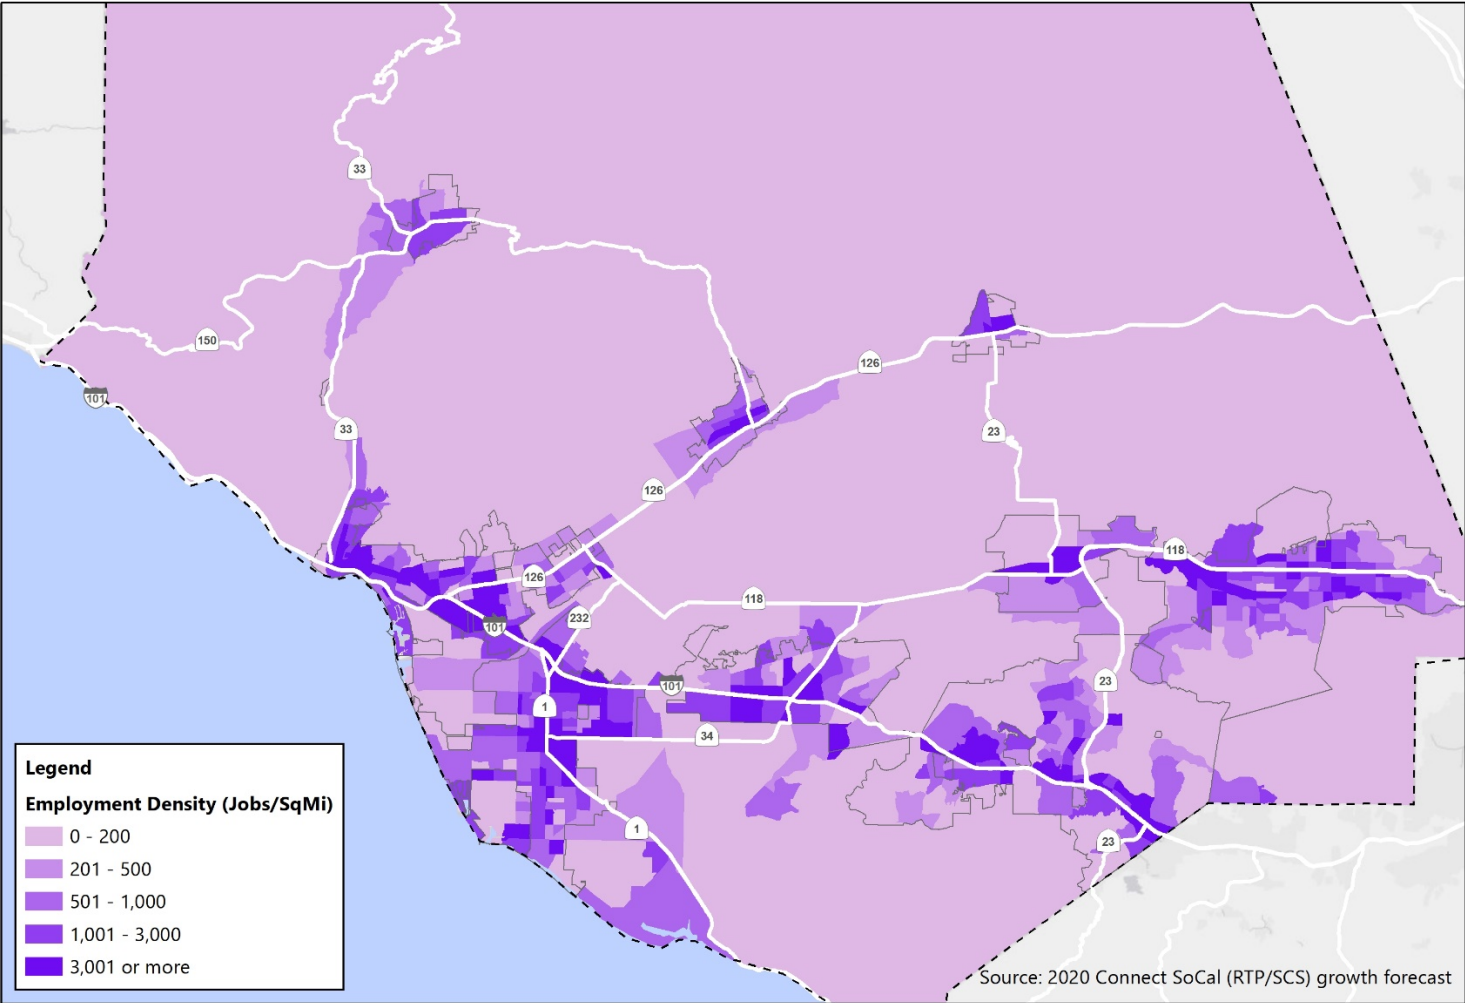 33
150
126
101
23
33
126
118
126
118
232
101
23
101
1
34
Legend
Employment Density (Jobs/SqMi)
0 - 200
201 - 500
501 - 1,000
1,001 - 3,000
3,001 or more
1
23
Source: 2020 Connect SoCal (RTP/SCS) growth forecast